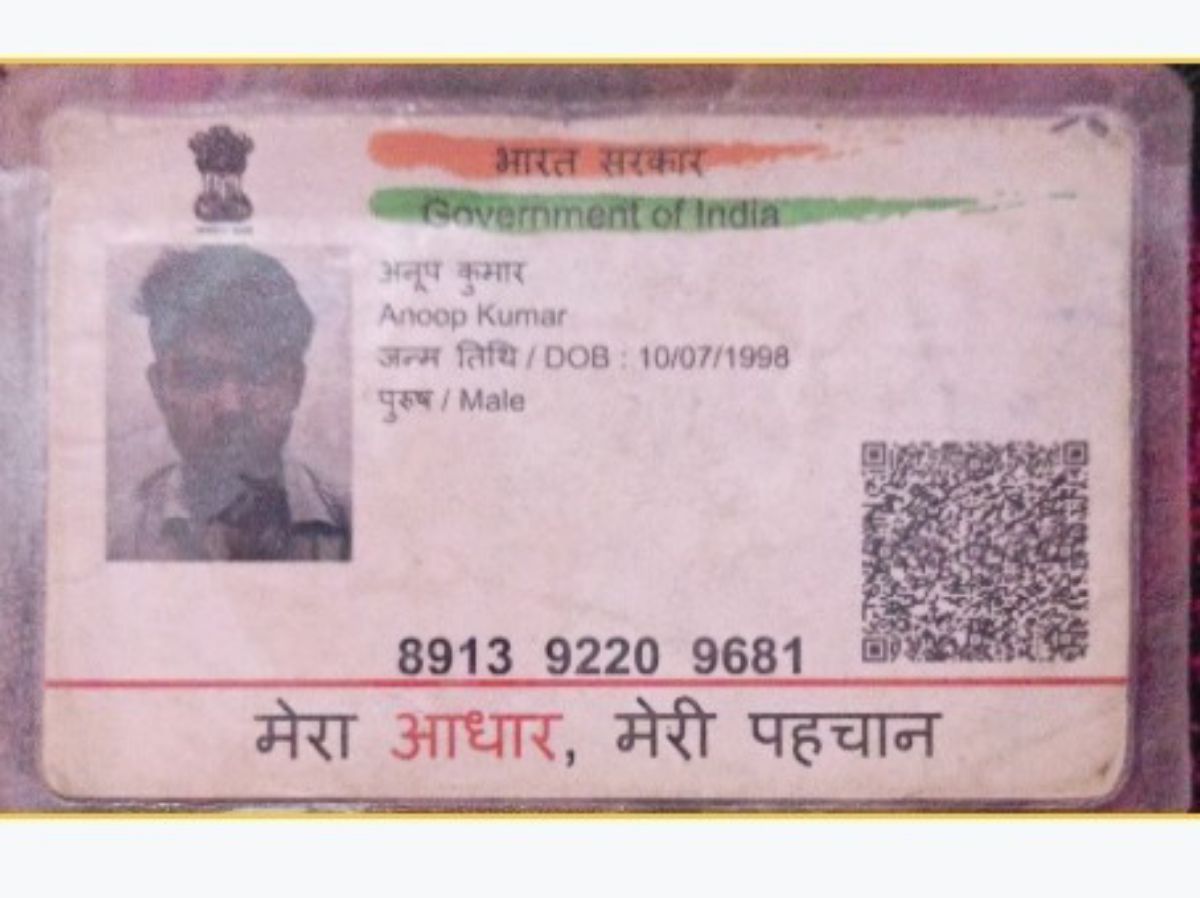 भारत सरकार
Government of India
अनूप कुमार
Anoop Kumar
जन्म तिथि / DOB : 10/07/1998
पुरुष / Male
8913 9220 9681
मेरा आधार, मेरी पहचान